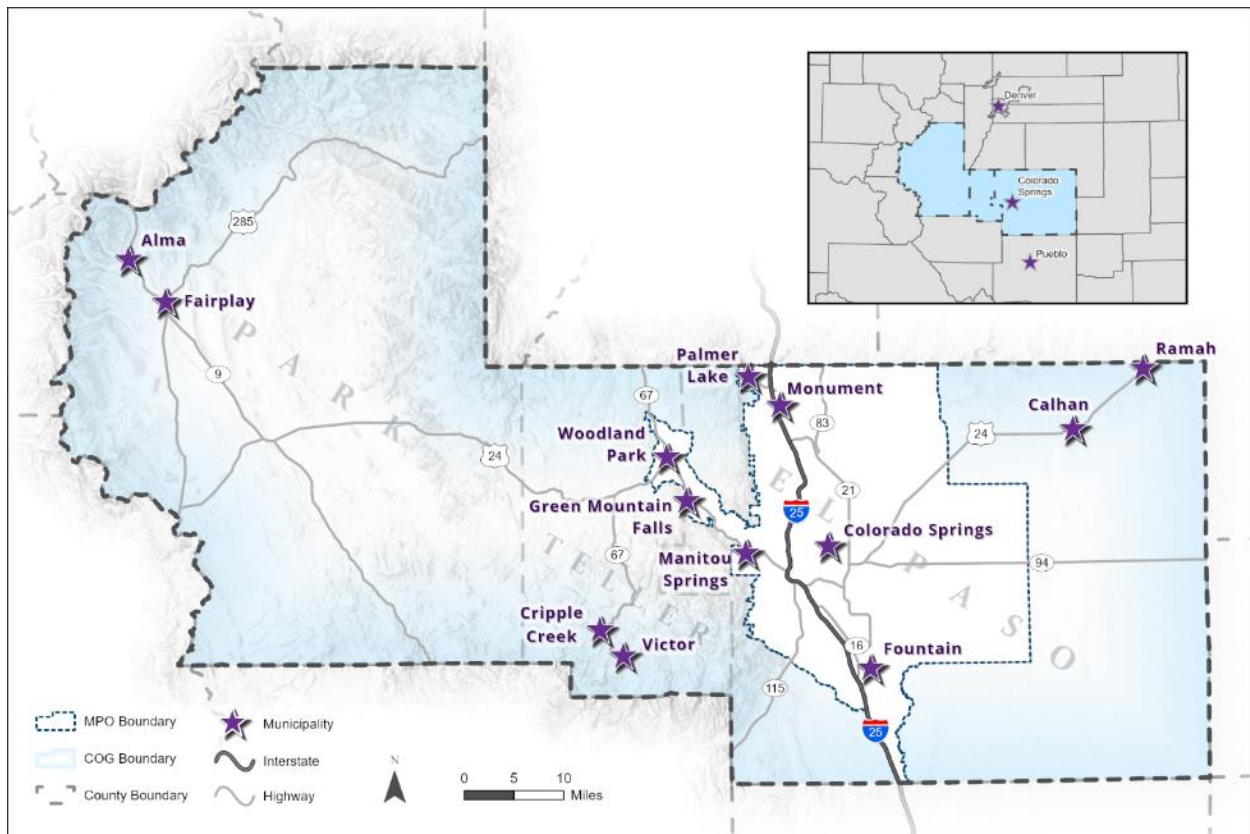 Denver
Colorado
Springs
Pueblo
285
Alma
Fairplay
PARK
9
Palmer
Lake
Ramah
67
Monument
Calhan
83
Woodland
Park
24
24
EL PASO
21
Green Mountain
Falls
25
Colorado Springs
67
Manitou
Springs
94
TELLER
Cripple
Creek
Victor
16
Fountain
115
25
MPO Boundary
Municipality
COG Boundary
Interstate
County Boundary
Highway
N
0 5 10
Miles